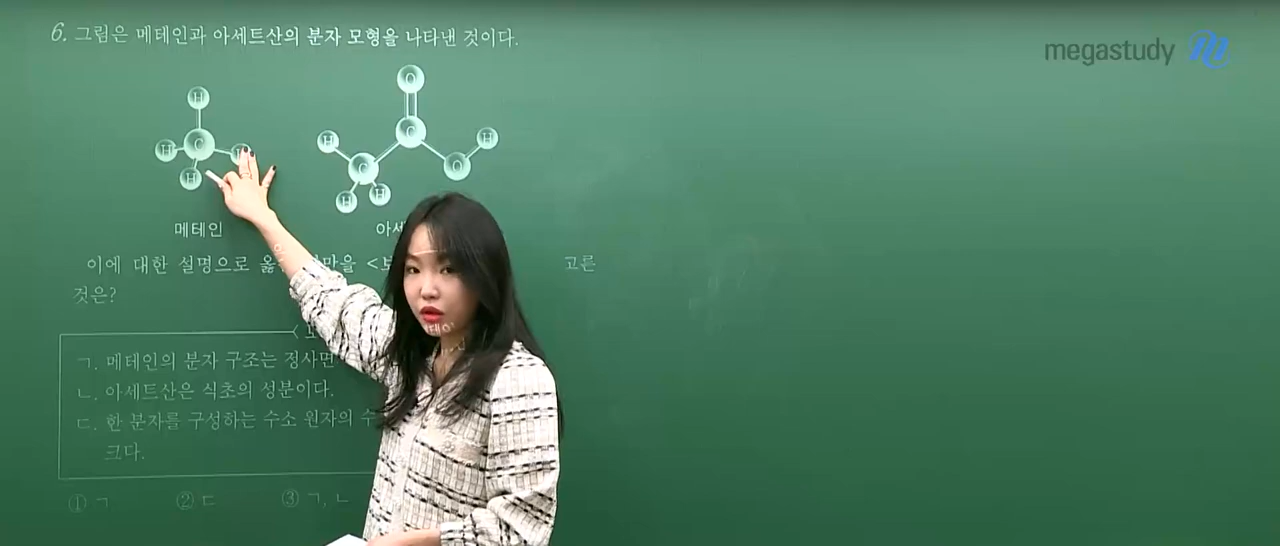 6. 그림은 메테인과 아세트산의 분자 모형을 나타낸 것이다.
megastudy
O
H C H
H C O H
H H H
메테인 아세
이에 대한 설명으로 고른
것은?
ㄱ. 메테인의 분자 구조는 정사면
ㄴ. 아세트산은 식초의 성분이다.
ㄷ. 한 분자를 구성하는 수소 원자의 수
크다.
① ㄱ ② ㄷ ③ ㄱ, ㄴ